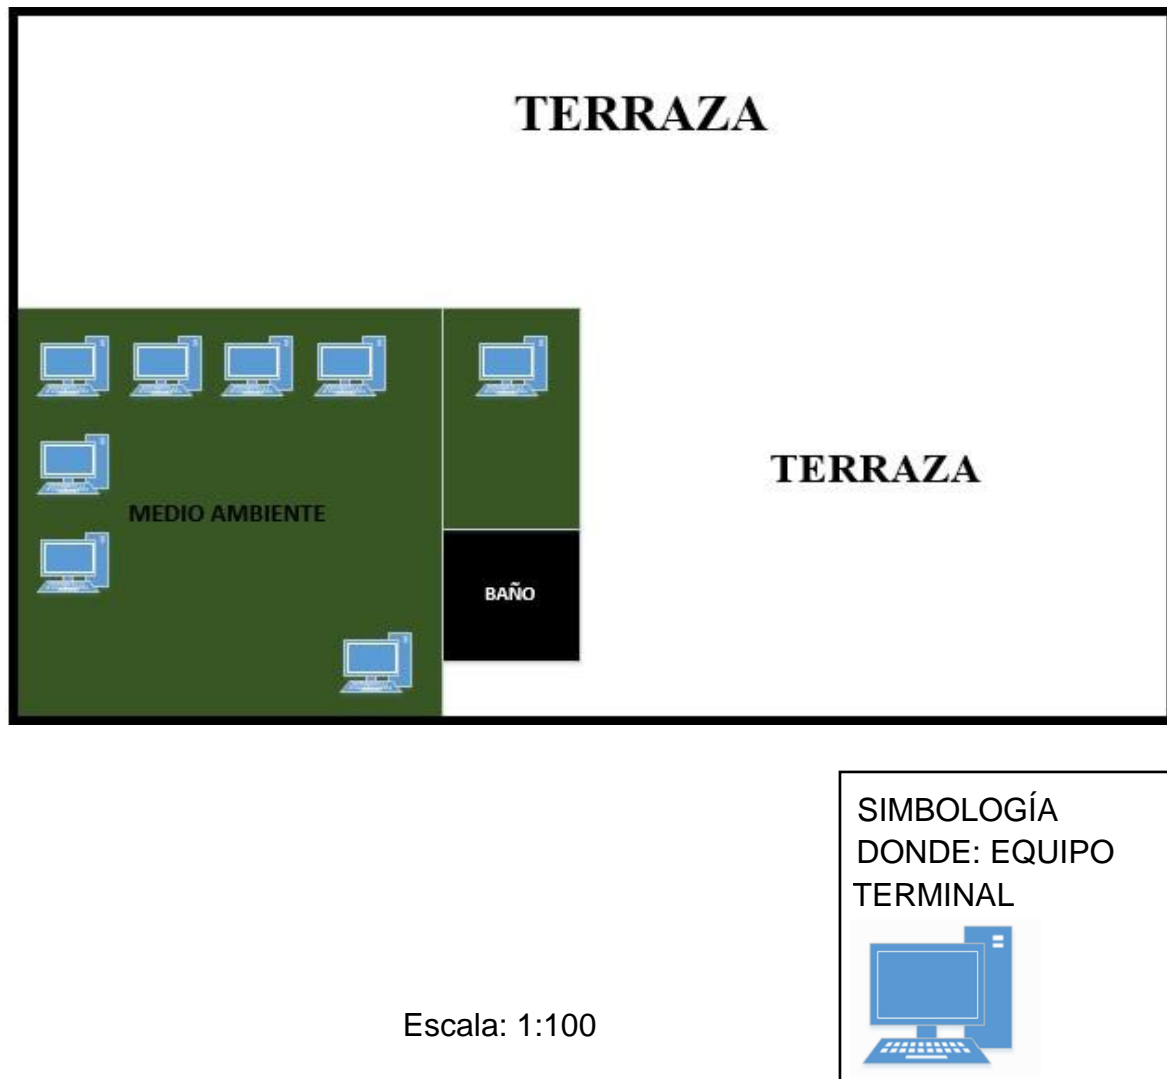 TERRAZA
TERRAZA
MEDIO AMBIENTE
BAÑO
SIMBOLOGÍA
DONDE: EQUIPO
TERMINAL
Escala: 1:100